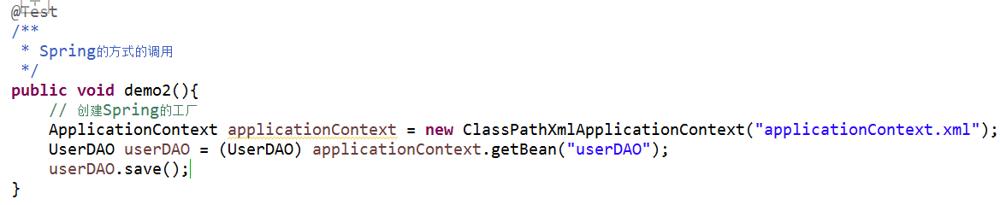 @Test
/**
 * Spring的方式的调用
 */
public void demo2(){
    // 创建Spring的工厂
    ApplicationContext applicationContext = new ClassPathXmlApplicationContext("applicationContext.xml");
    UserDAO userDAO = (UserDAO) applicationContext.getBean("userDAO");
    userDAO.save();
}